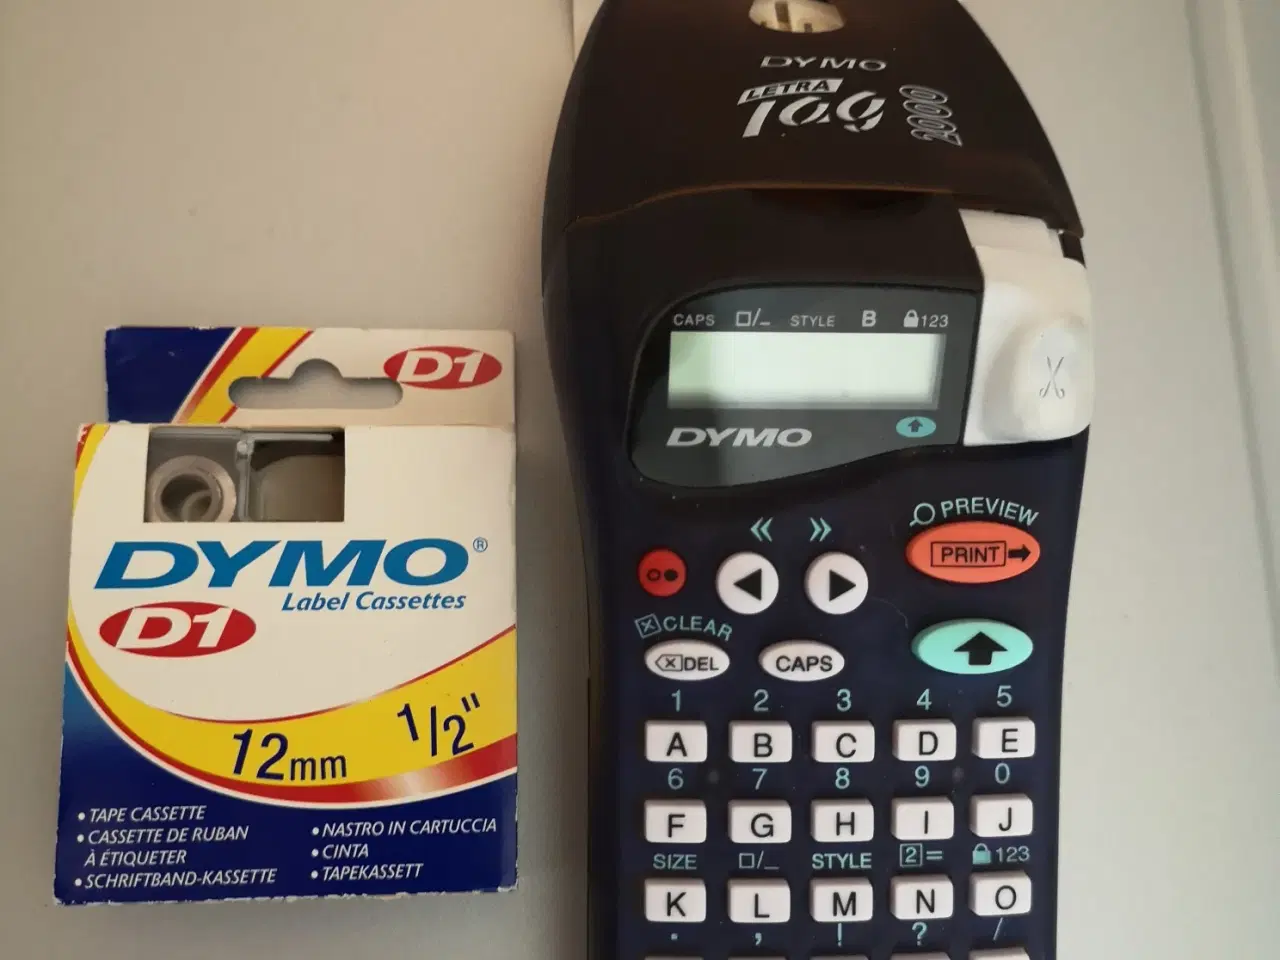 D1
DYMO®
Label Cassettes
D1
12mm 1/2"
• TAPE CASSETTE
• CASSETTE DE RUBAN
À ÉTIQUETER
• SCHRIFTBAND-KASSETTE
• NASTRO IN CARTUCCIA
• CINTA
• TAPEKASSETT
DYMO
LETRA
Tag 2000
CAPS □/_ STYLE B 123
DYMO
« »
PREVIEW
PRINT
CLEAR
DEL CAPS
1 2 3 4 5
A B C D E
6 7 8 9 0
F G H I J
SIZE □/_ STYLE 2= 123
K L M N O
. , ! ? /